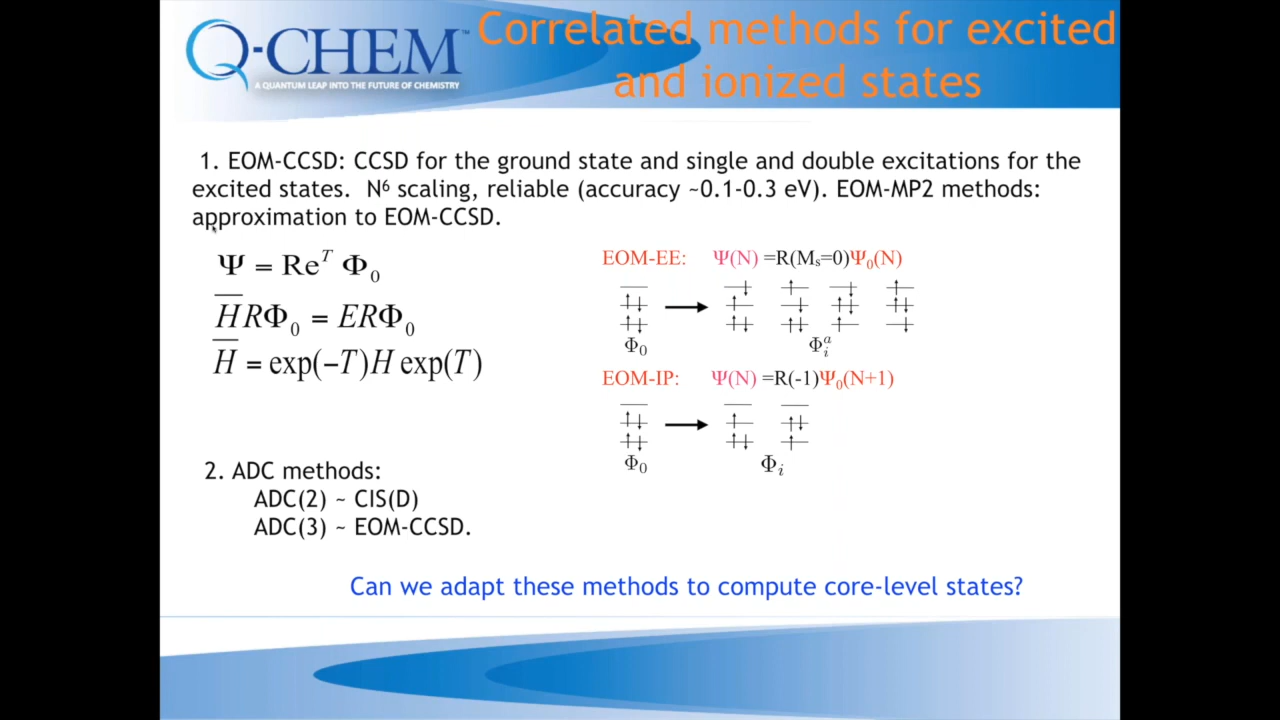 Q-CHEM™
A QUANTUM LEAP INTO THE FUTURE OF CHEMISTRY
Correlated methods for excited
and ionized states
1. EOM-CCSD: CCSD for the ground state and single and double excitations for the
excited states. N⁶ scaling, reliable (accuracy ~0.1-0.3 eV). EOM-MP2 methods:
approximation to EOM-CCSD.
Ψ = Re^T Φ₀
H̅RΦ₀ = ERΦ₀
H̅ = exp(−T)H exp(T)
EOM-EE: Ψ(N) =R(Mₛ=0)Ψ₀(N)
Φ₀ Φᵢᵃ
EOM-IP: Ψ(N) =R(-1)Ψ₀(N+1)
Φ₀ Φᵢ
2. ADC methods:
ADC(2) ~ CIS(D)
ADC(3) ~ EOM-CCSD.
Can we adapt these methods to compute core-level states?